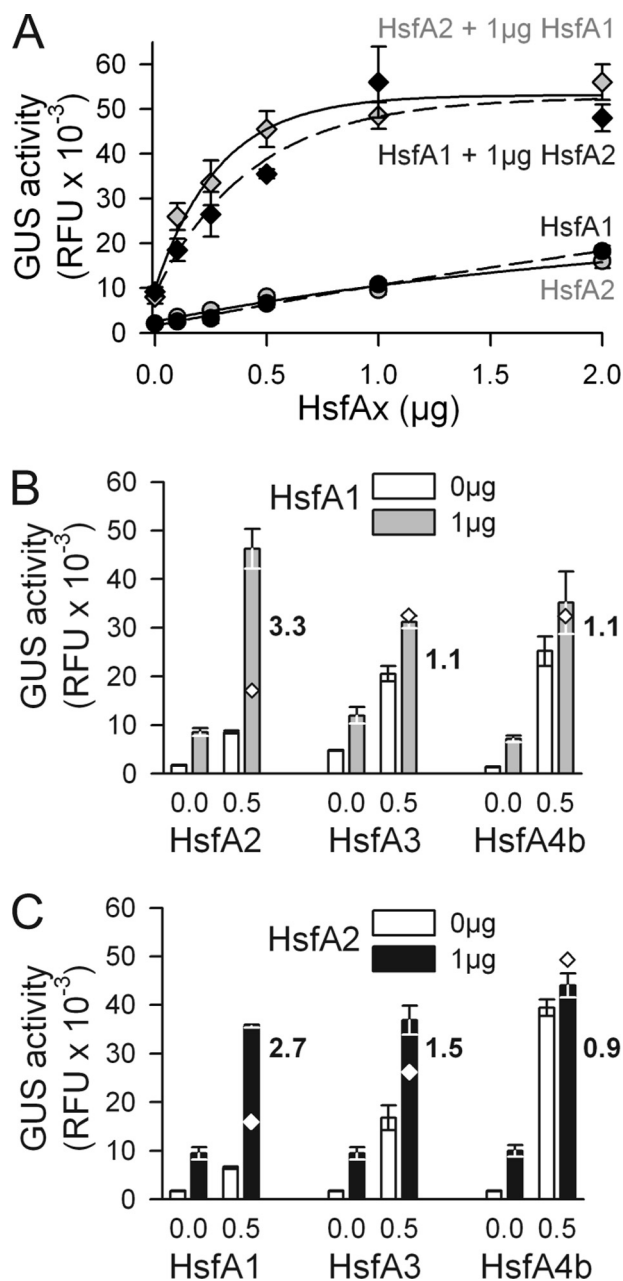 A
HsfA2 + 1µg HsfA1
GUS activity
(RFU x 10⁻³)
60
50
40
30
20
10
0
HsfA1 + 1µg HsfA2
HsfA1
HsfA2
0.0 0.5 1.0 1.5 2.0
HsfAx (µg)
B
GUS activity
(RFU x 10⁻³)
60
50
40
30
20
10
0
HsfA1
0µg
1µg
3.3
1.1
1.1
0.0 0.5 0.0 0.5 0.0 0.5
HsfA2 HsfA3 HsfA4b
C
GUS activity
(RFU x 10⁻³)
60
50
40
30
20
10
0
HsfA2
0µg
1µg
2.7
1.5
0.9
0.0 0.5 0.0 0.5 0.0 0.5
HsfA1 HsfA3 HsfA4b